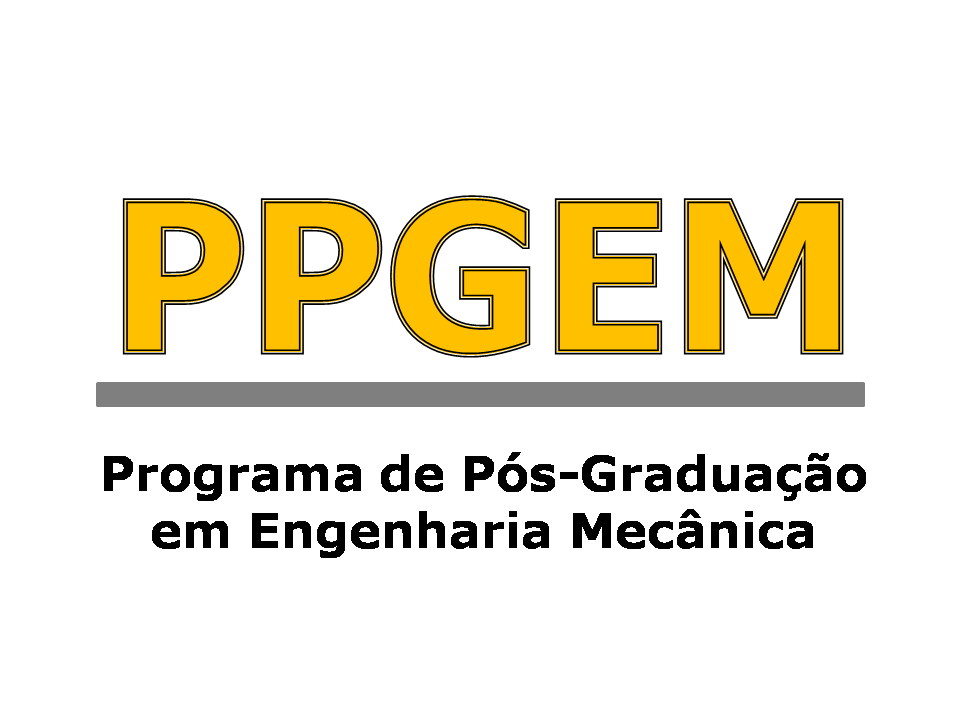 PPGEM
Programa de Pós-Graduação
em Engenharia Mecânica